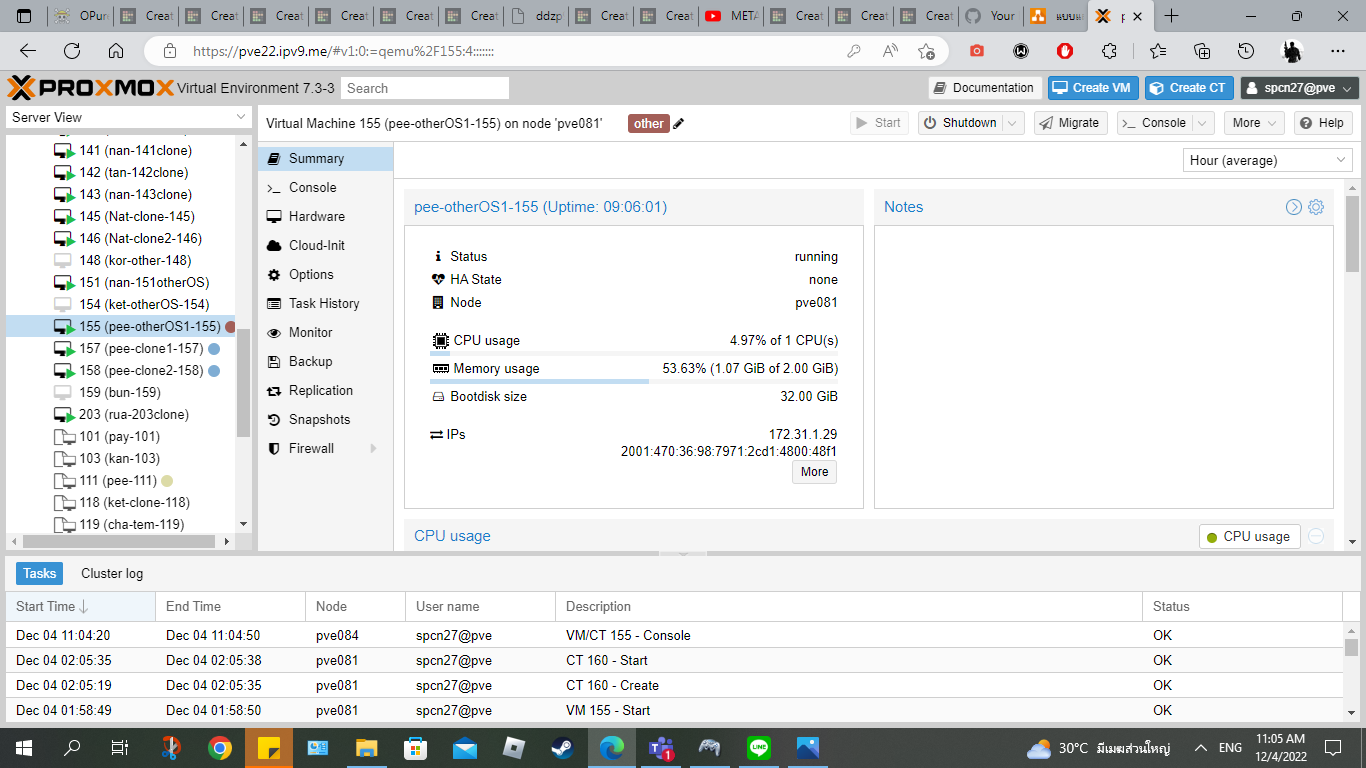 OPur
Creat
Creat
Creat
Creat
Creat
Creat
ddzp
Creat
Creat
META
Creat
Creat
Creat
Your
แบบแ
https://pve22.ipv9.me/#v1:0:=qemu%2F155:4:::::::
PROXMOX Virtual Environment 7.3-3
Search
Documentation
Create VM
Create CT
spcn27@pve
Server View
Virtual Machine 155 (pee-otherOS1-155) on node 'pve081'
other
Start
Shutdown
Migrate
Console
More
Help
141 (nan-141clone)
142 (tan-142clone)
143 (nan-143clone)
145 (Nat-clone-145)
146 (Nat-clone2-146)
148 (kor-other-148)
151 (nan-151otherOS)
154 (ket-otherOS-154)
155 (pee-otherOS1-155)
157 (pee-clone1-157)
158 (pee-clone2-158)
159 (bun-159)
203 (rua-203clone)
101 (pay-101)
103 (kan-103)
111 (pee-111)
118 (ket-clone-118)
119 (cha-tem-119)
Summary
Console
Hardware
Cloud-Init
Options
Task History
Monitor
Backup
Replication
Snapshots
Firewall
Hour (average)
pee-otherOS1-155 (Uptime: 09:06:01)
Status running
HA State none
Node pve081
CPU usage 4.97% of 1 CPU(s)
Memory usage 53.63% (1.07 GiB of 2.00 GiB)
Bootdisk size 32.00 GiB
IPs 172.31.1.29
2001:470:36:98:7971:2cd1:4800:48f1
More
Notes
CPU usage
CPU usage
Tasks
Cluster log
Start Time End Time Node User name Description Status
Dec 04 11:04:20 Dec 04 11:04:50 pve084 spcn27@pve VM/CT 155 - Console OK
Dec 04 02:05:35 Dec 04 02:05:38 pve081 spcn27@pve CT 160 - Start OK
Dec 04 02:05:19 Dec 04 02:05:35 pve081 spcn27@pve CT 160 - Create OK
Dec 04 01:58:49 Dec 04 01:58:50 pve081 spcn27@pve VM 155 - Start OK
30°C มีเมฆส่วนใหญ่
ENG
11:05 AM
12/4/2022